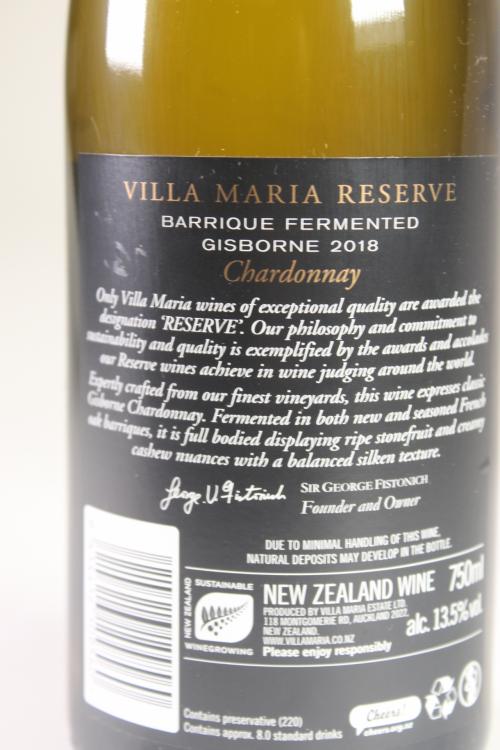 VILLA MARIA RESERVE
BARRIQUE FERMENTED
GISBORNE 2018
Chardonnay
Only Villa Maria wines of exceptional quality are awarded the
designation 'RESERVE'. Our philosophy and commitment to
sustainability and quality is exemplified by the awards and accolades
our Reserve wines achieve in wine judging around the world.
Expertly crafted from our finest vineyards, this wine expresses classic
Gisborne Chardonnay. Fermented in both new and seasoned French
oak barriques, it is full bodied displaying ripe stonefruit and creamy
cashew nuances with a balanced silken texture.
George V Fistonich
SIR GEORGE FISTONICH
Founder and Owner
DUE TO MINIMAL HANDLING OF THIS WINE,
NATURAL DEPOSITS MAY DEVELOP IN THE BOTTLE.
NEW ZEALAND
SUSTAINABLE
WINEGROWING
NEW ZEALAND WINE 750ml
PRODUCED BY VILLA MARIA ESTATE LTD.
118 MONTGOMERIE RD, AUCKLAND 2022,
NEW ZEALAND.
WWW.VILLAMARIA.CO.NZ
alc. 13.5% vol.
Please enjoy responsibly
Contains preservative (220)
Contains approx. 8.0 standard drinks
Cheers!
cheers.org.nz